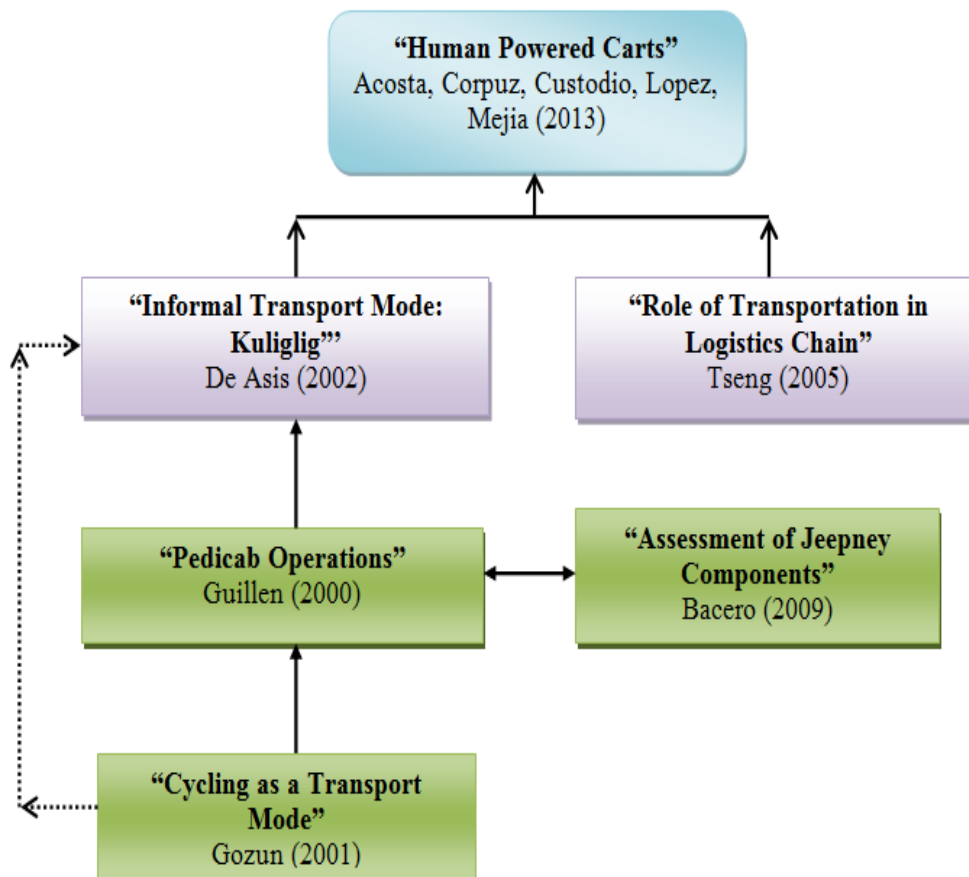 “Human Powered Carts”
Acosta, Corpuz, Custodio, Lopez,
Mejia (2013)
“Informal Transport Mode:
Kuliglig”’
De Asis (2002)
“Role of Transportation in
Logistics Chain”
Tseng (2005)
“Pedicab Operations”
Guillen (2000)
“Assessment of Jeepney
Components”
Bacero (2009)
“Cycling as a Transport
Mode”
Gozun (2001)